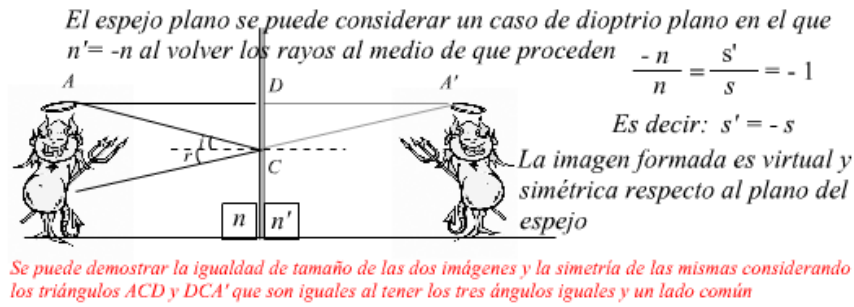 El espejo plano se puede considerar un caso de dioptrio plano en el que
n'= -n al volver los rayos al medio de que proceden
- n / n = s' / s = - 1
A D A'
Es decir: s' = - s
i
r
C
La imagen formada es virtual y
simétrica respecto al plano del
espejo
n n'
Se puede demostrar la igualdad de tamaño de las dos imágenes y la simetría de las mismas considerando
los triángulos ACD y DCA' que son iguales al tener los tres ángulos iguales y un lado común